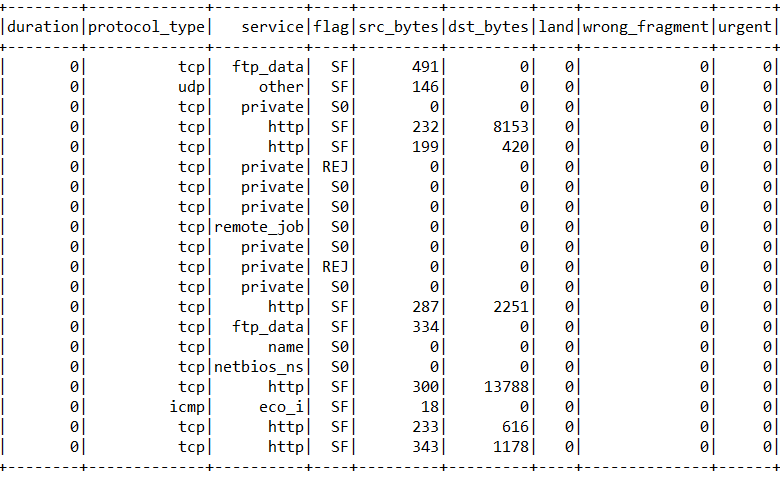 +--------+-------------+----------+----+---------+---------+----+--------------+------+
|duration|protocol_type|   service|flag|src_bytes|dst_bytes|land|wrong_fragment|urgent|
+--------+-------------+----------+----+---------+---------+----+--------------+------+
|       0|          tcp|  ftp_data|  SF|      491|        0|   0|             0|     0|
|       0|          udp|     other|  SF|      146|        0|   0|             0|     0|
|       0|          tcp|   private|  S0|        0|        0|   0|             0|     0|
|       0|          tcp|      http|  SF|      232|     8153|   0|             0|     0|
|       0|          tcp|      http|  SF|      199|      420|   0|             0|     0|
|       0|          tcp|   private| REJ|        0|        0|   0|             0|     0|
|       0|          tcp|   private|  S0|        0|        0|   0|             0|     0|
|       0|          tcp|   private|  S0|        0|        0|   0|             0|     0|
|       0|          tcp|remote_job|  S0|        0|        0|   0|             0|     0|
|       0|          tcp|   private|  S0|        0|        0|   0|             0|     0|
|       0|          tcp|   private| REJ|        0|        0|   0|             0|     0|
|       0|          tcp|   private|  S0|        0|        0|   0|             0|     0|
|       0|          tcp|      http|  SF|      287|     2251|   0|             0|     0|
|       0|          tcp|  ftp_data|  SF|      334|        0|   0|             0|     0|
|       0|          tcp|      name|  S0|        0|        0|   0|             0|     0|
|       0|          tcp|netbios_ns|  S0|        0|        0|   0|             0|     0|
|       0|          tcp|      http|  SF|      300|    13788|   0|             0|     0|
|       0|         icmp|     eco_i|  SF|       18|        0|   0|             0|     0|
|       0|          tcp|      http|  SF|      233|      616|   0|             0|     0|
|       0|          tcp|      http|  SF|      343|     1178|   0|             0|     0|
+--------+-------------+----------+----+---------+---------+----+--------------+------+